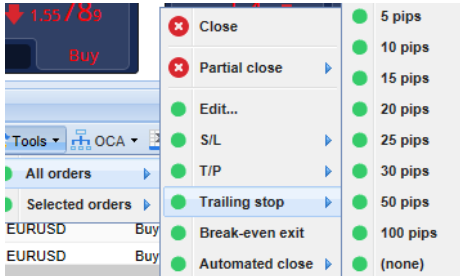 1.55 789
Buy
Tools
OCA
All orders
Selected orders
EURUSD Buy
EURUSD Buy
Close
Partial close
Edit...
S/L
T/P
Trailing stop
Break-even exit
Automated close
5 pips
10 pips
15 pips
20 pips
25 pips
30 pips
50 pips
100 pips
(none)